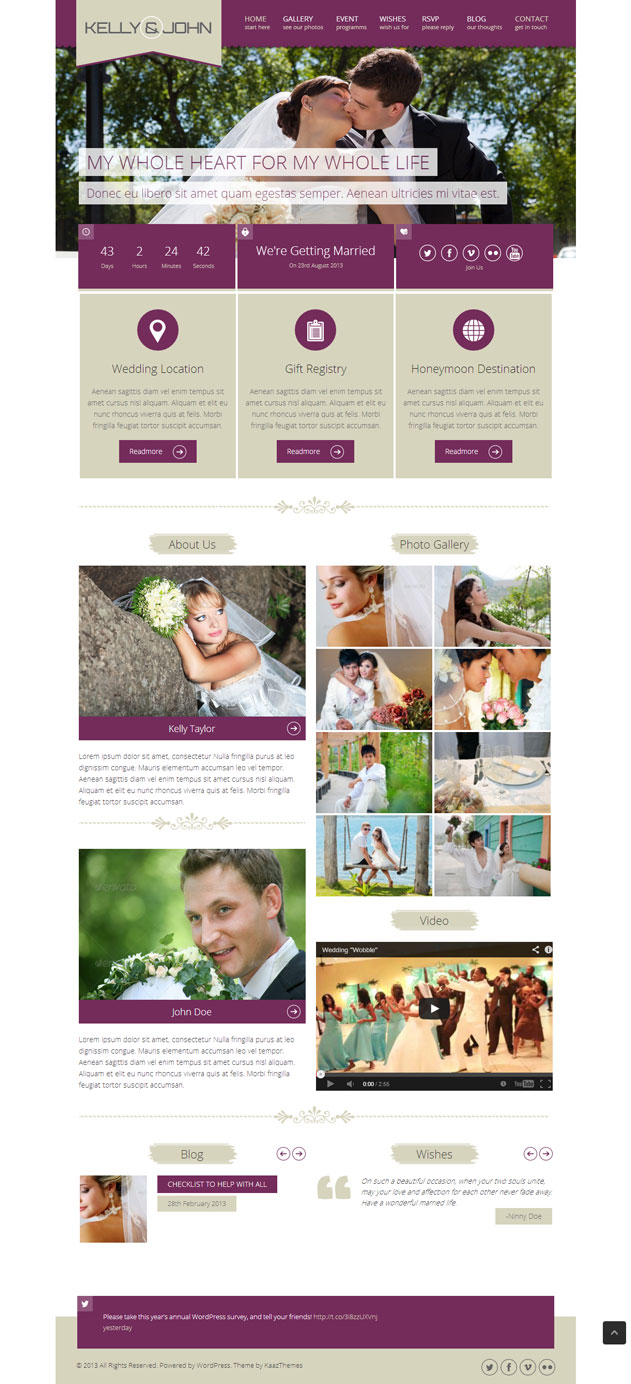 KELLY & JOHN
HOME GALLERY EVENT WISHES RSVP BLOG CONTACT
start here see our photos programms wish us for please reply our thoughts get in touch
MY WHOLE HEART FOR MY WHOLE LIFE
Donec eu libero sit amet quam egestas semper. Aenean ultricies mi vitae est.
43 2 24 42
Days Hours Minutes Seconds
We're Getting Married
On 23rd August 2013
You Tube
Join Us
Wedding Location
Aenean sagittis diam vel enim tempus sit
amet cursus nisl aliquam. Aliquam et elit eu
nunc rhoncus viverra quis at felis. Morbi
fringilla feugiat tortor suscipit accumsan.
Readmore
Gift Registry
Aenean sagittis diam vel enim tempus sit
amet cursus nisl aliquam. Aliquam et elit eu
nunc rhoncus viverra quis at felis. Morbi
fringilla feugiat tortor suscipit accumsan.
Readmore
Honeymoon Destination
Aenean sagittis diam vel enim tempus sit
amet cursus nisl aliquam. Aliquam et elit eu
nunc rhoncus viverra quis at felis. Morbi
fringilla feugiat tortor suscipit accumsan.
Readmore
About Us
Kelly Taylor
Lorem ipsum dolor sit amet, consectetur Nulla fringilla purus at leo
dignissim congue. Mauris elementum accumsan leo vel tempor.
Aenean sagittis diam vel enim tempus sit amet cursus nisl aliquam.
Aliquam et elit eu nunc rhoncus viverra quis at felis. Morbi fringilla
feugiat tortor suscipit accumsan.
envato
John Doe
Lorem ipsum dolor sit amet, consectetur Nulla fringilla purus at leo
dignissim congue. Mauris elementum accumsan leo vel tempor.
Aenean sagittis diam vel enim tempus sit amet cursus nisl aliquam.
Aliquam et elit eu nunc rhoncus viverra quis at felis. Morbi fringilla
feugiat tortor suscipit accumsan.
Photo Gallery
Video
Wedding "Wobble"
0:00 / 2:56
YouTube
Blog
CHECKLIST TO HELP WITH ALL
28th February 2013
Wishes
On such a beautiful occasion, when your two souls unite,
may your love and affection for each other never fade away.
Have a wonderful married life.
-Ninny Doe
Please take this year's annual WordPress survey, and tell your friends! http://t.co/3i8zzUXVnj
yesterday
© 2013 All Rights Reserved. Powered by WordPress. Theme by KaazThemes